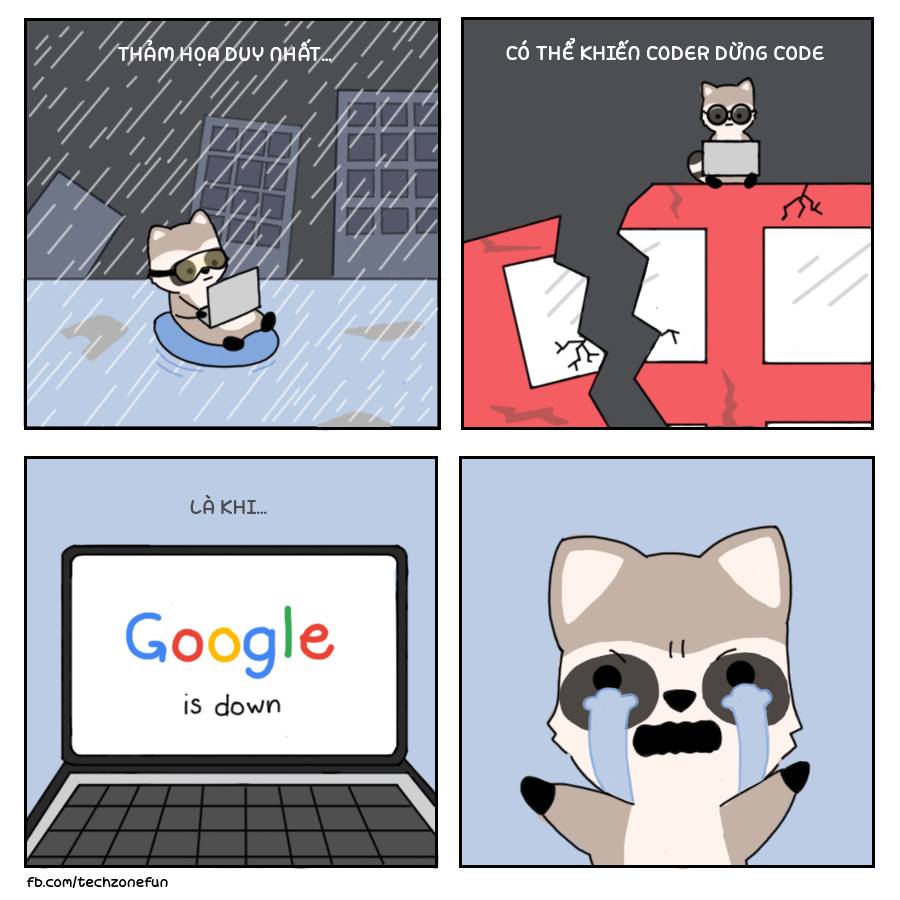 THẢM HỌA DUY NHẤT...
CÓ THỂ KHIẾN CODER DỪNG CODE
LÀ KHI...
Google
is down
fb.com/techzonefun